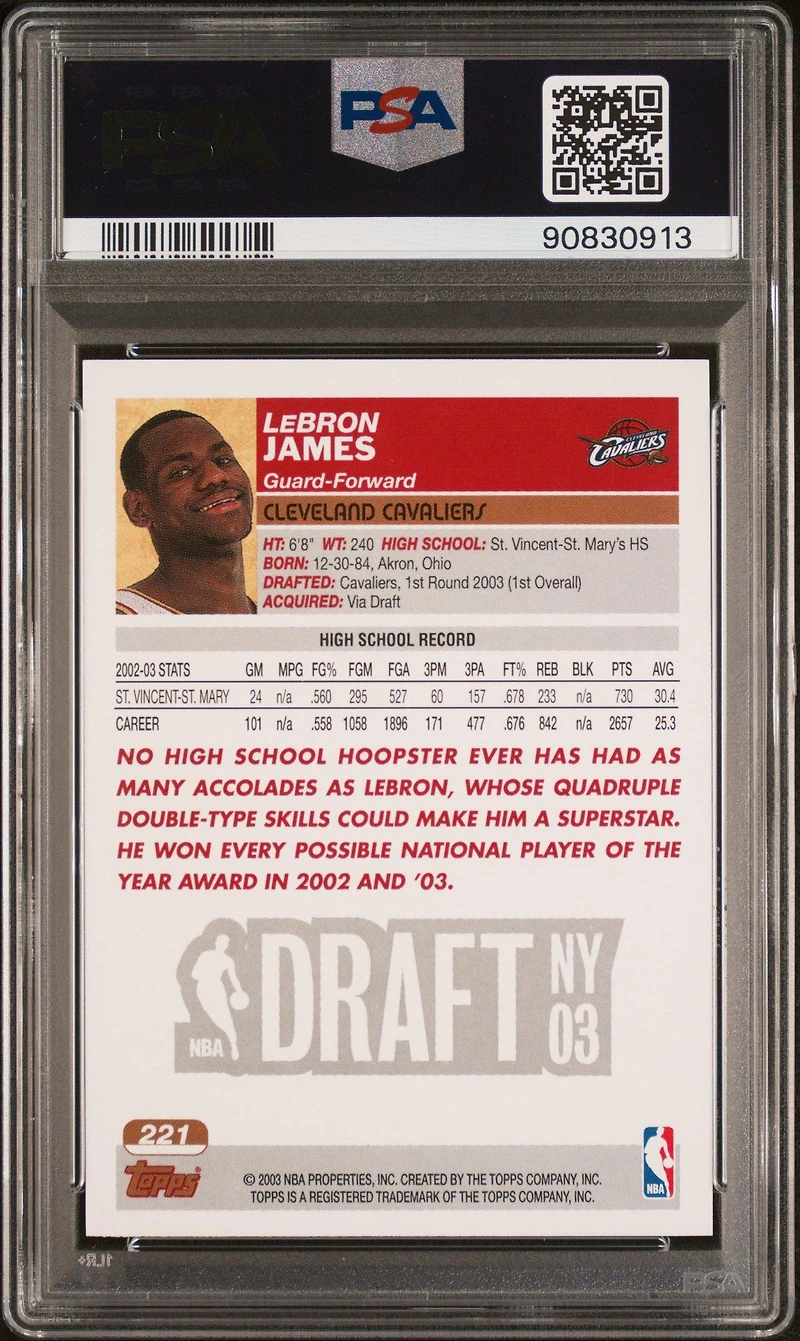 PSA
90830913
LeBRON
JAMES
Guard-Forward
CLEVELAND CAVALIERS
CLEVELAND
CAVALIERS
HT: 6'8" WT: 240 HIGH SCHOOL: St. Vincent-St. Mary's HS
BORN: 12-30-84, Akron, Ohio
DRAFTED: Cavaliers, 1st Round 2003 (1st Overall)
ACQUIRED: Via Draft
HIGH SCHOOL RECORD
2002-03 STATS GM MPG FG% FGM FGA 3PM 3PA FT% REB BLK PTS AVG
ST. VINCENT-ST. MARY 24 n/a .560 295 527 60 157 .678 233 n/a 730 30.4
CAREER 101 n/a .558 1058 1896 171 477 .676 842 n/a 2657 25.3
NO HIGH SCHOOL HOOPSTER EVER HAS HAD AS
MANY ACCOLADES AS LEBRON, WHOSE QUADRUPLE
DOUBLE-TYPE SKILLS COULD MAKE HIM A SUPERSTAR.
HE WON EVERY POSSIBLE NATIONAL PLAYER OF THE
YEAR AWARD IN 2002 AND '03.
NBA DRAFT NY 03
221
topps®
© 2003 NBA PROPERTIES, INC. CREATED BY THE TOPPS COMPANY, INC.
TOPPS IS A REGISTERED TRADEMARK OF THE TOPPS COMPANY, INC.
NBA
1LR+
PSA